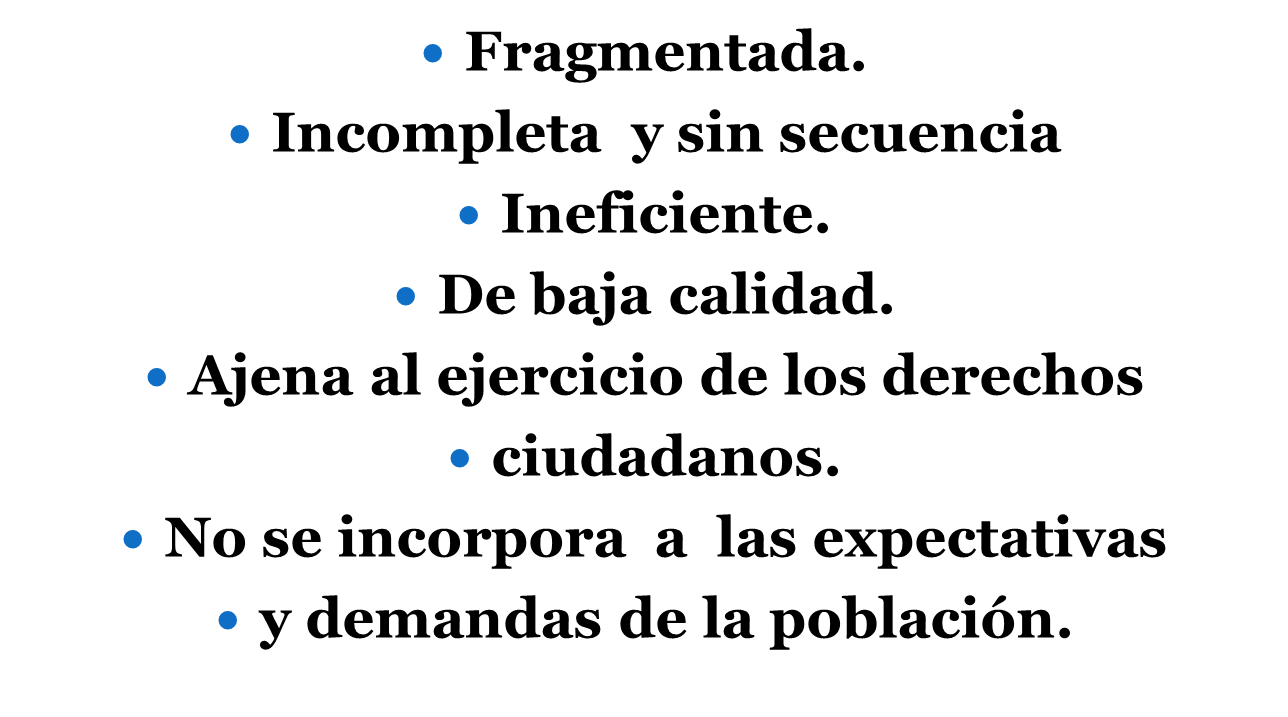 • Fragmentada.
• Incompleta y sin secuencia
• Ineficiente.
• De baja calidad.
• Ajena al ejercicio de los derechos
• ciudadanos.
• No se incorpora a las expectativas
• y demandas de la población.